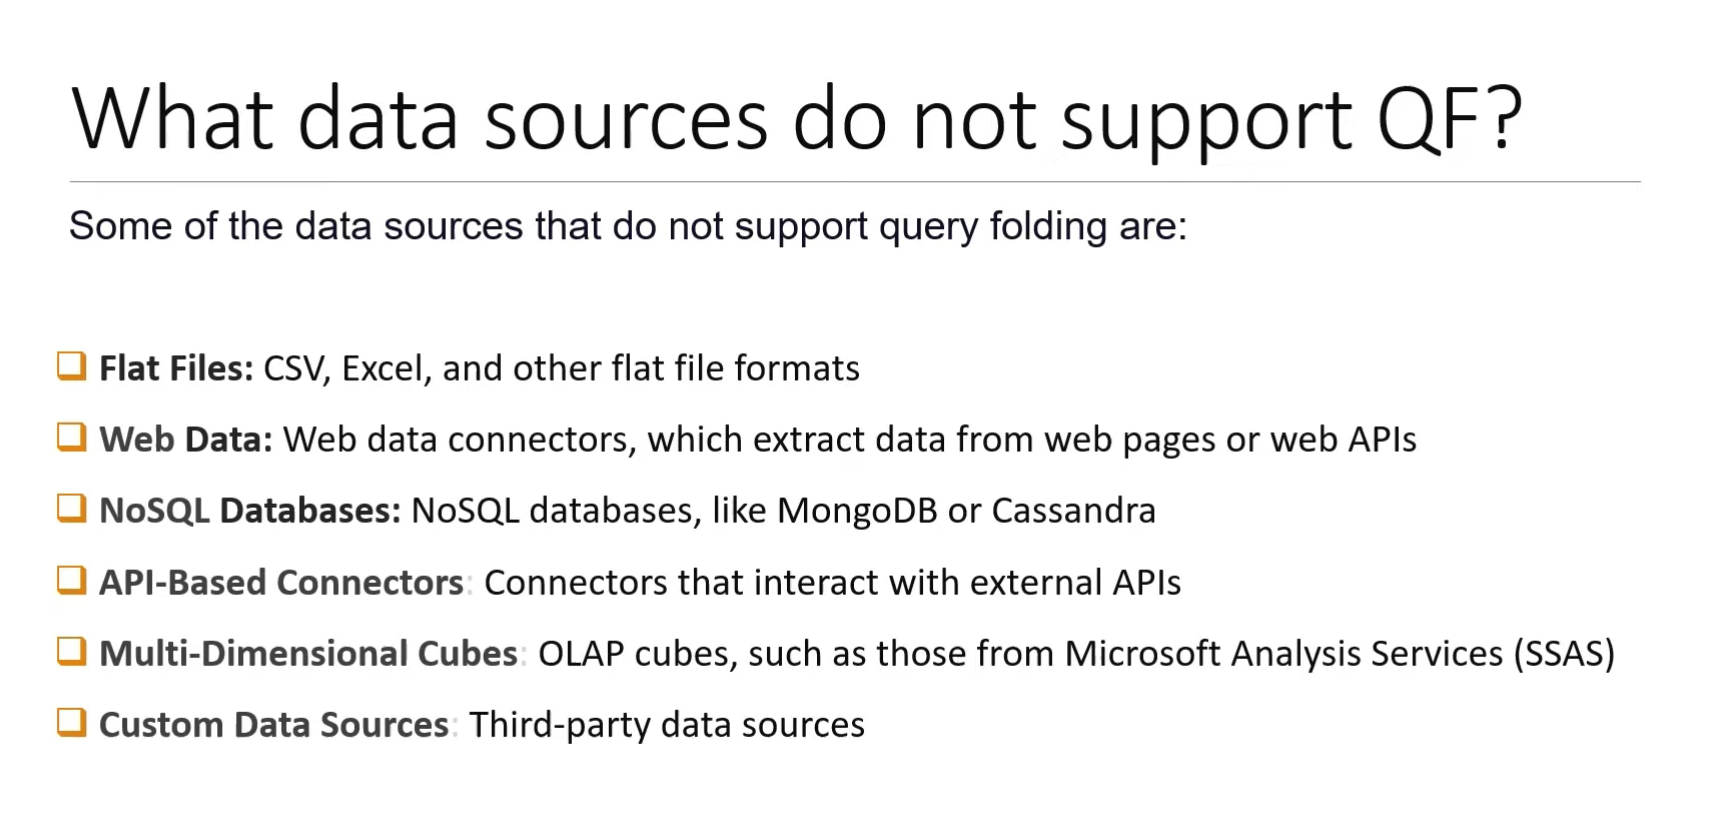 What data sources do not support QF?
Some of the data sources that do not support query folding are:
Flat Files: CSV, Excel, and other flat file formats
Web Data: Web data connectors, which extract data from web pages or web APIs
NoSQL Databases: NoSQL databases, like MongoDB or Cassandra
API-Based Connectors: Connectors that interact with external APIs
Multi-Dimensional Cubes: OLAP cubes, such as those from Microsoft Analysis Services (SSAS)
Custom Data Sources: Third-party data sources